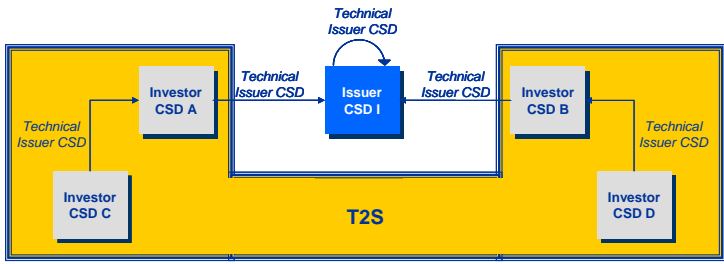 Technical
Issuer CSD
Investor
CSD A
Technical
Issuer CSD
Issuer
CSD I
Technical
Issuer CSD
Investor
CSD B
Technical
Issuer CSD
Technical
Issuer CSD
Investor
CSD C
Investor
CSD D
T2S